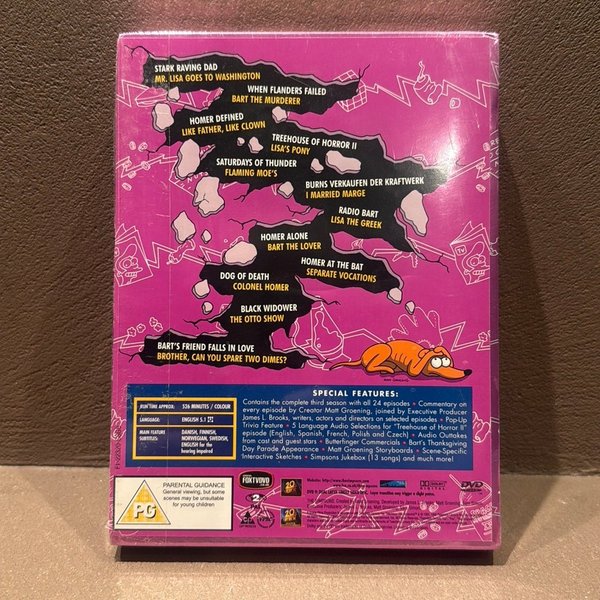 STARK RAVING DAD
MR. LISA GOES TO WASHINGTON
WHEN FLANDERS FAILED
BART THE MURDERER
HOMER DEFINED
LIKE FATHER, LIKE CLOWN
TREEHOUSE OF HORROR II
LISA'S PONY
SATURDAYS OF THUNDER
FLAMING MOE'S
BURNS VERKAUFEN DER KRAFTWERK
I MARRIED MARGE
RADIO BART
LISA THE GREEK
HOMER ALONE
BART THE LOVER
HOMER AT THE BAT
SEPARATE VOCATIONS
DOG OF DEATH
COLONEL HOMER
BLACK WIDOWER
THE OTTO SHOW
BART'S FRIEND FALLS IN LOVE
BROTHER, CAN YOU SPARE TWO DIMES?
RUN TIME APPROX: 526 MINUTES / COLOUR
LANGUAGE: ENGLISH 5.1
MAIN FEATURE SUBTITLES: DANISH, FINNISH,
NORWEGIAN, SWEDISH,
ENGLISH for the
hearing impaired
SPECIAL FEATURES:
Contains the complete third season with all 24 episodes • Commentary on
every episode by Creator Matt Groening, joined by Executive Producer
James L. Brooks, writers, actors and directors on selected episodes • Pop-Up
Trivia Feature • 5 Language Audio Selections for "Treehouse of Horror II"
episode (English, Spanish, French, Polish and Czech) • Audio Outtakes
from cast and guest stars • Butterfinger Commercials • Bart's Thanksgiving
Day Parade Appearance • Matt Groening Storyboards • Scene-Specific
Interactive Sketches • Simpsons Jukebox (13 songs) and much more!
PG
PARENTAL GUIDANCE
General viewing, but some
scenes may be unsuitable
for young children
FOXTVDVD
2
DOLBY
DIGITAL
DVD